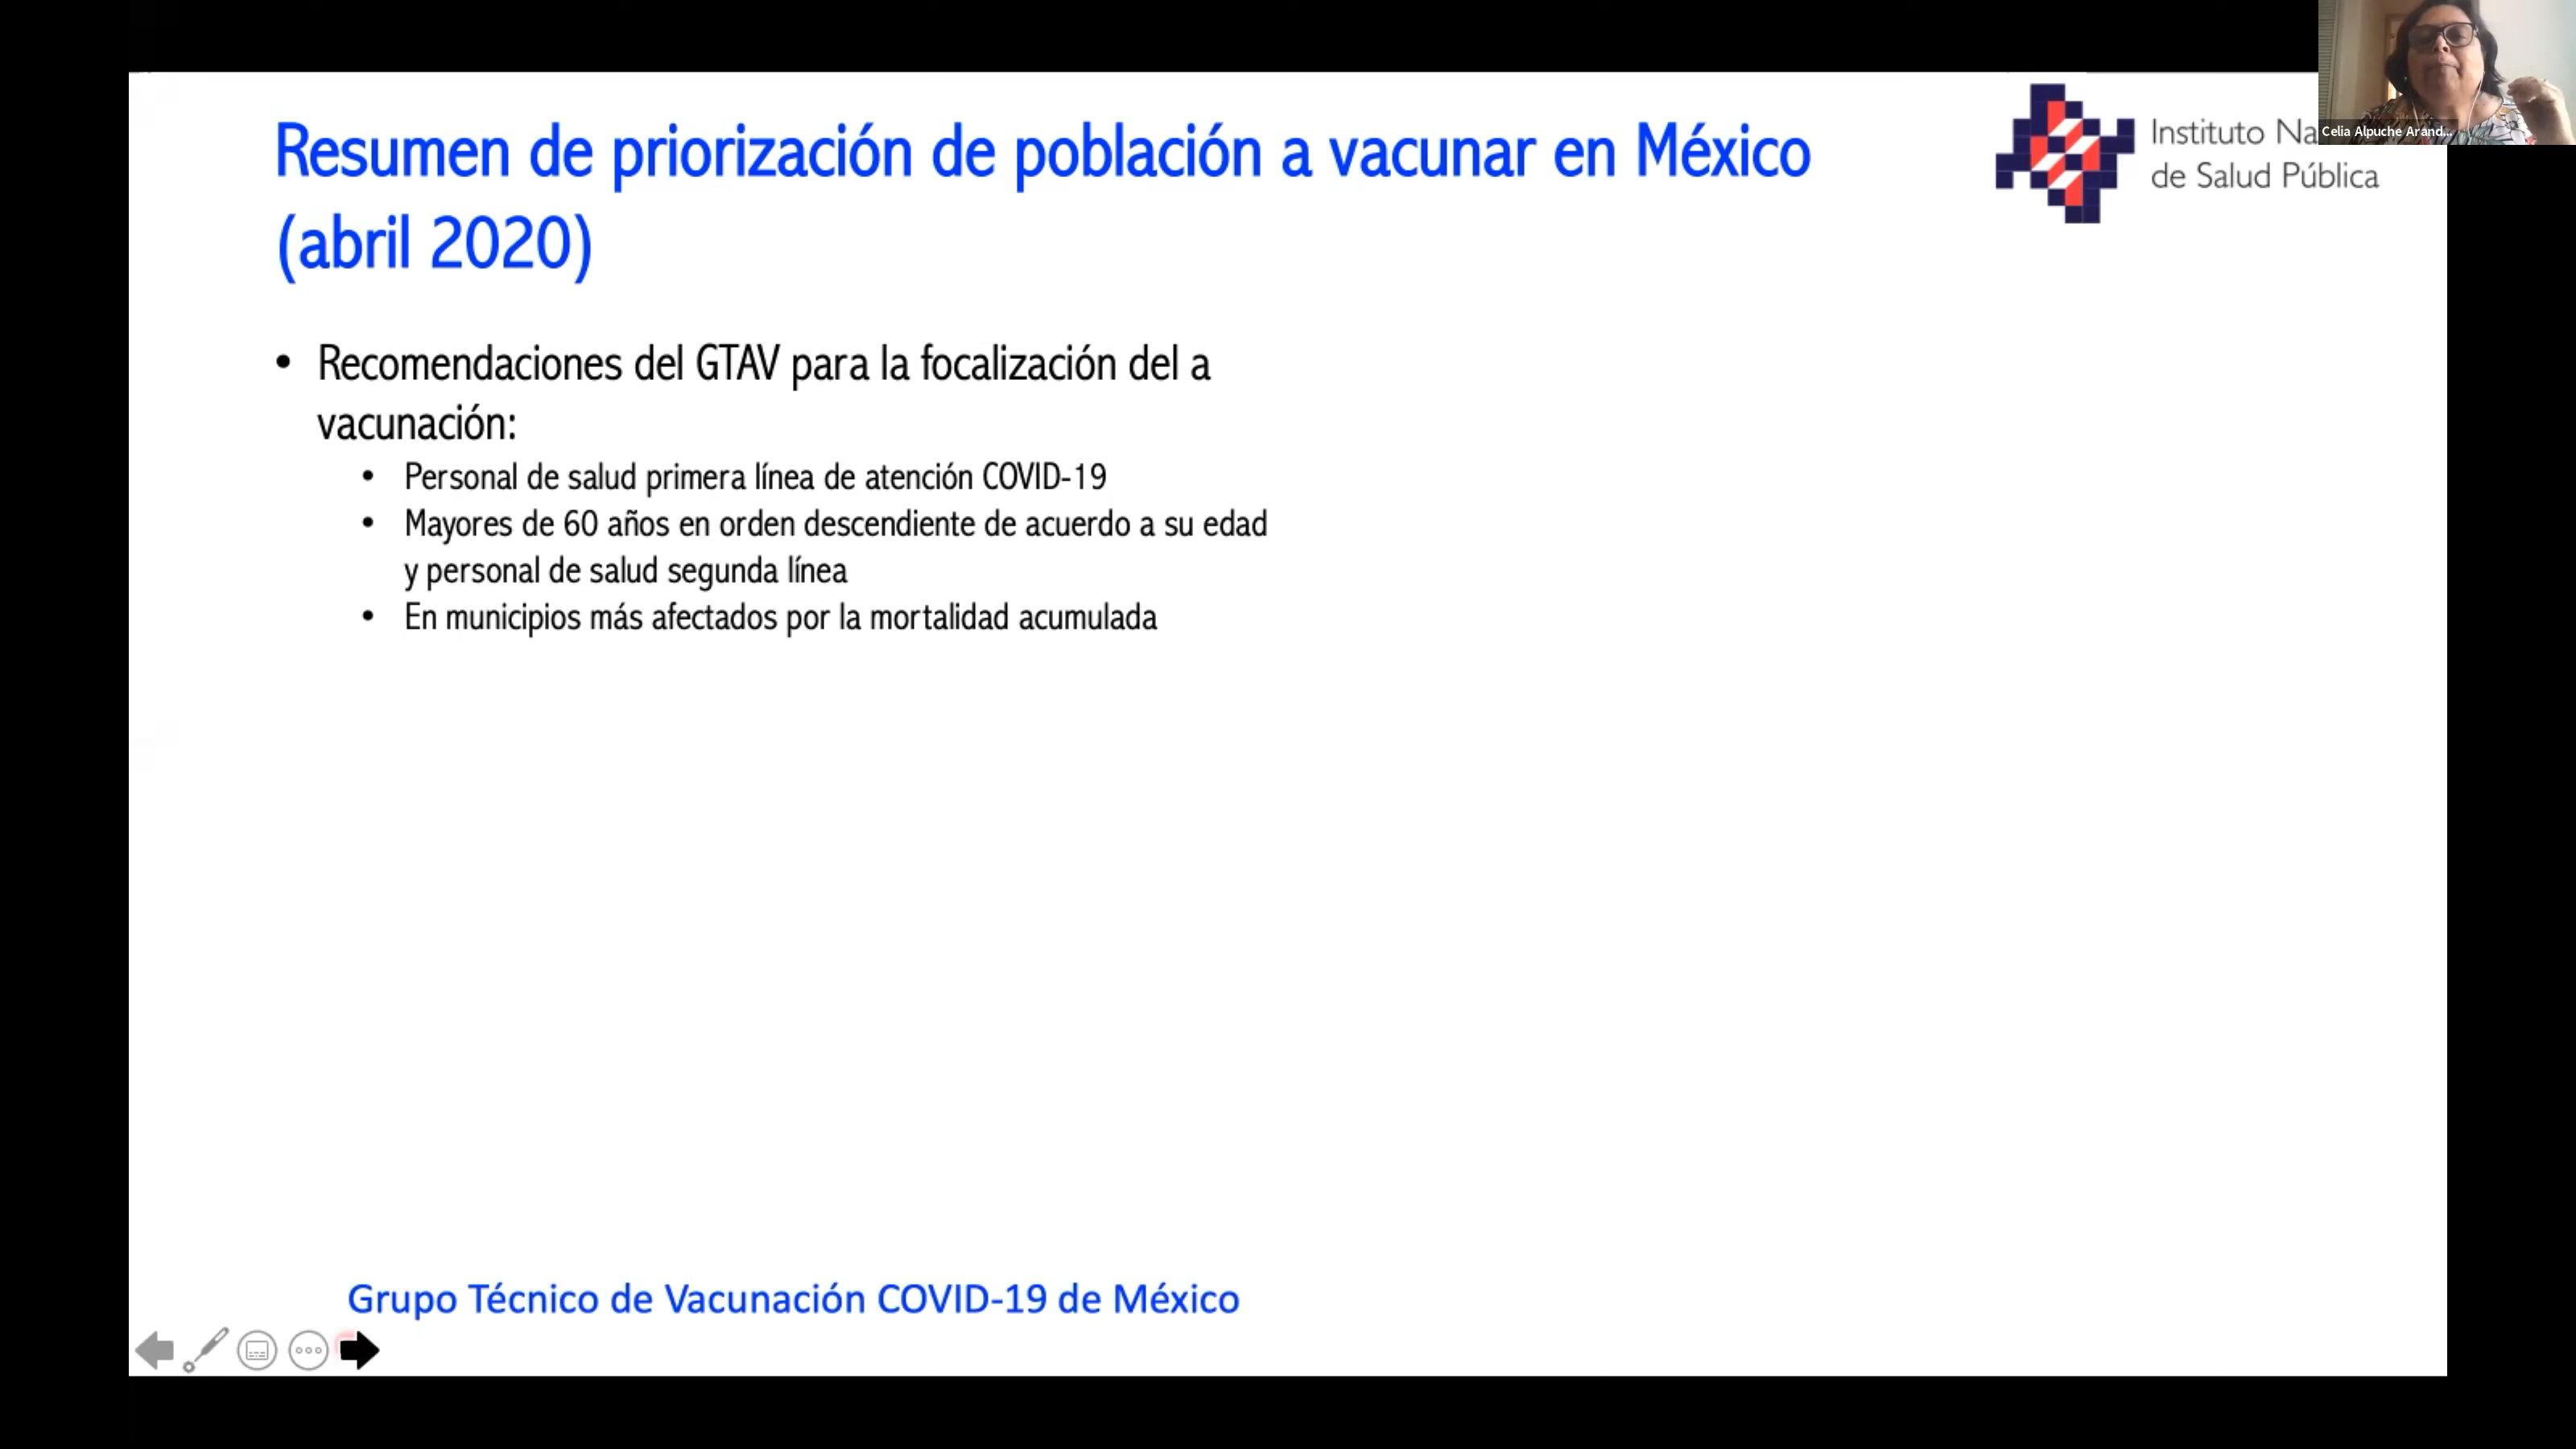 Resumen de priorización de población a vacunar en México
(abril 2020)
Instituto Na
de Salud Pública
Celia Alpuche Arand...
• Recomendaciones del GTAV para la focalización del a
vacunación:
• Personal de salud primera línea de atención COVID-19
• Mayores de 60 años en orden descendiente de acuerdo a su edad
y personal de salud segunda línea
• En municipios más afectados por la mortalidad acumulada
Grupo Técnico de Vacunación COVID-19 de México